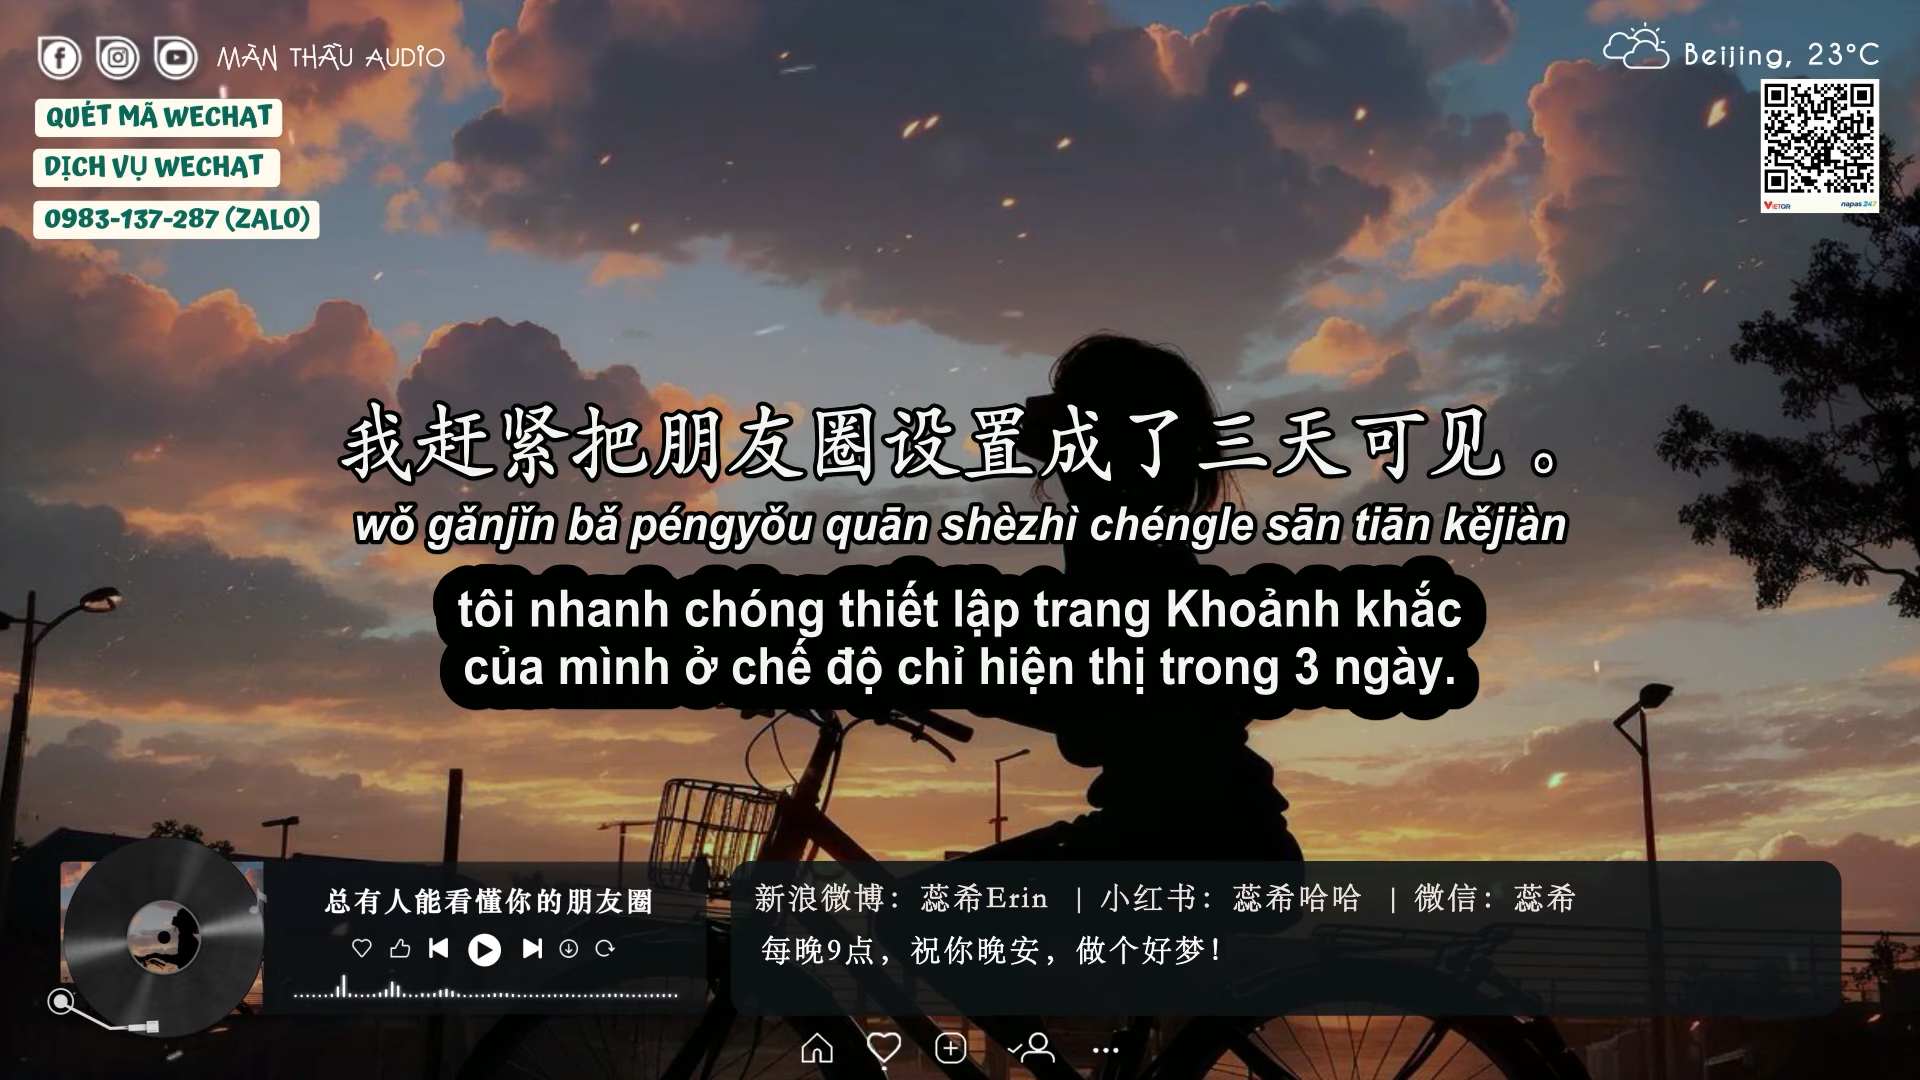 MÀN THẦU AUDIO
Beijing, 23°C
QUÉT MÃ WECHAT
DỊCH VỤ WECHAT
0983-137-287 (ZALO)
VIETQR
napas 247
我赶紧把朋友圈设置成了三天可见。
wǒ gǎnjǐn bǎ péngyǒu quān shèzhì chéngle sān tiān kějiàn
tôi nhanh chóng thiết lập trang Khoảnh khắc
của mình ở chế độ chỉ hiện thị trong 3 ngày.
总有人能看懂你的朋友圈
新浪微博：蕊希Erin | 小红书：蕊希哈哈 | 微信：蕊希
每晚9点，祝你晚安，做个好梦！